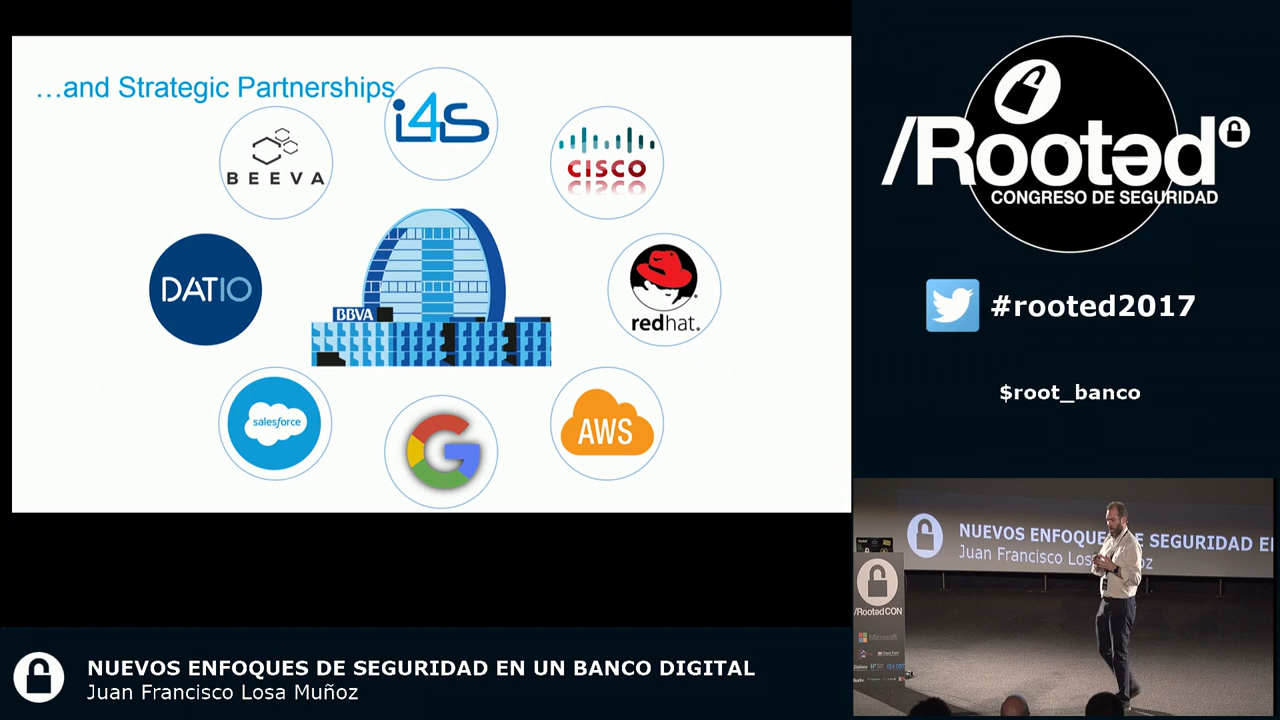 …and Strategic Partnerships
i4S
BEEVA
CISCO
DATIO
BBVA
redhat.
salesforce
G
AWS
/Rooted
CONGRESO DE SEGURIDAD
#rooted2017
$root_banco
NUEVOS ENFOQUES DE SEGURIDAD EN
Juan Francisco Los
/RootedCON
Microsoft
NUEVOS ENFOQUES DE SEGURIDAD EN UN BANCO DIGITAL
Juan Francisco Losa Muñoz